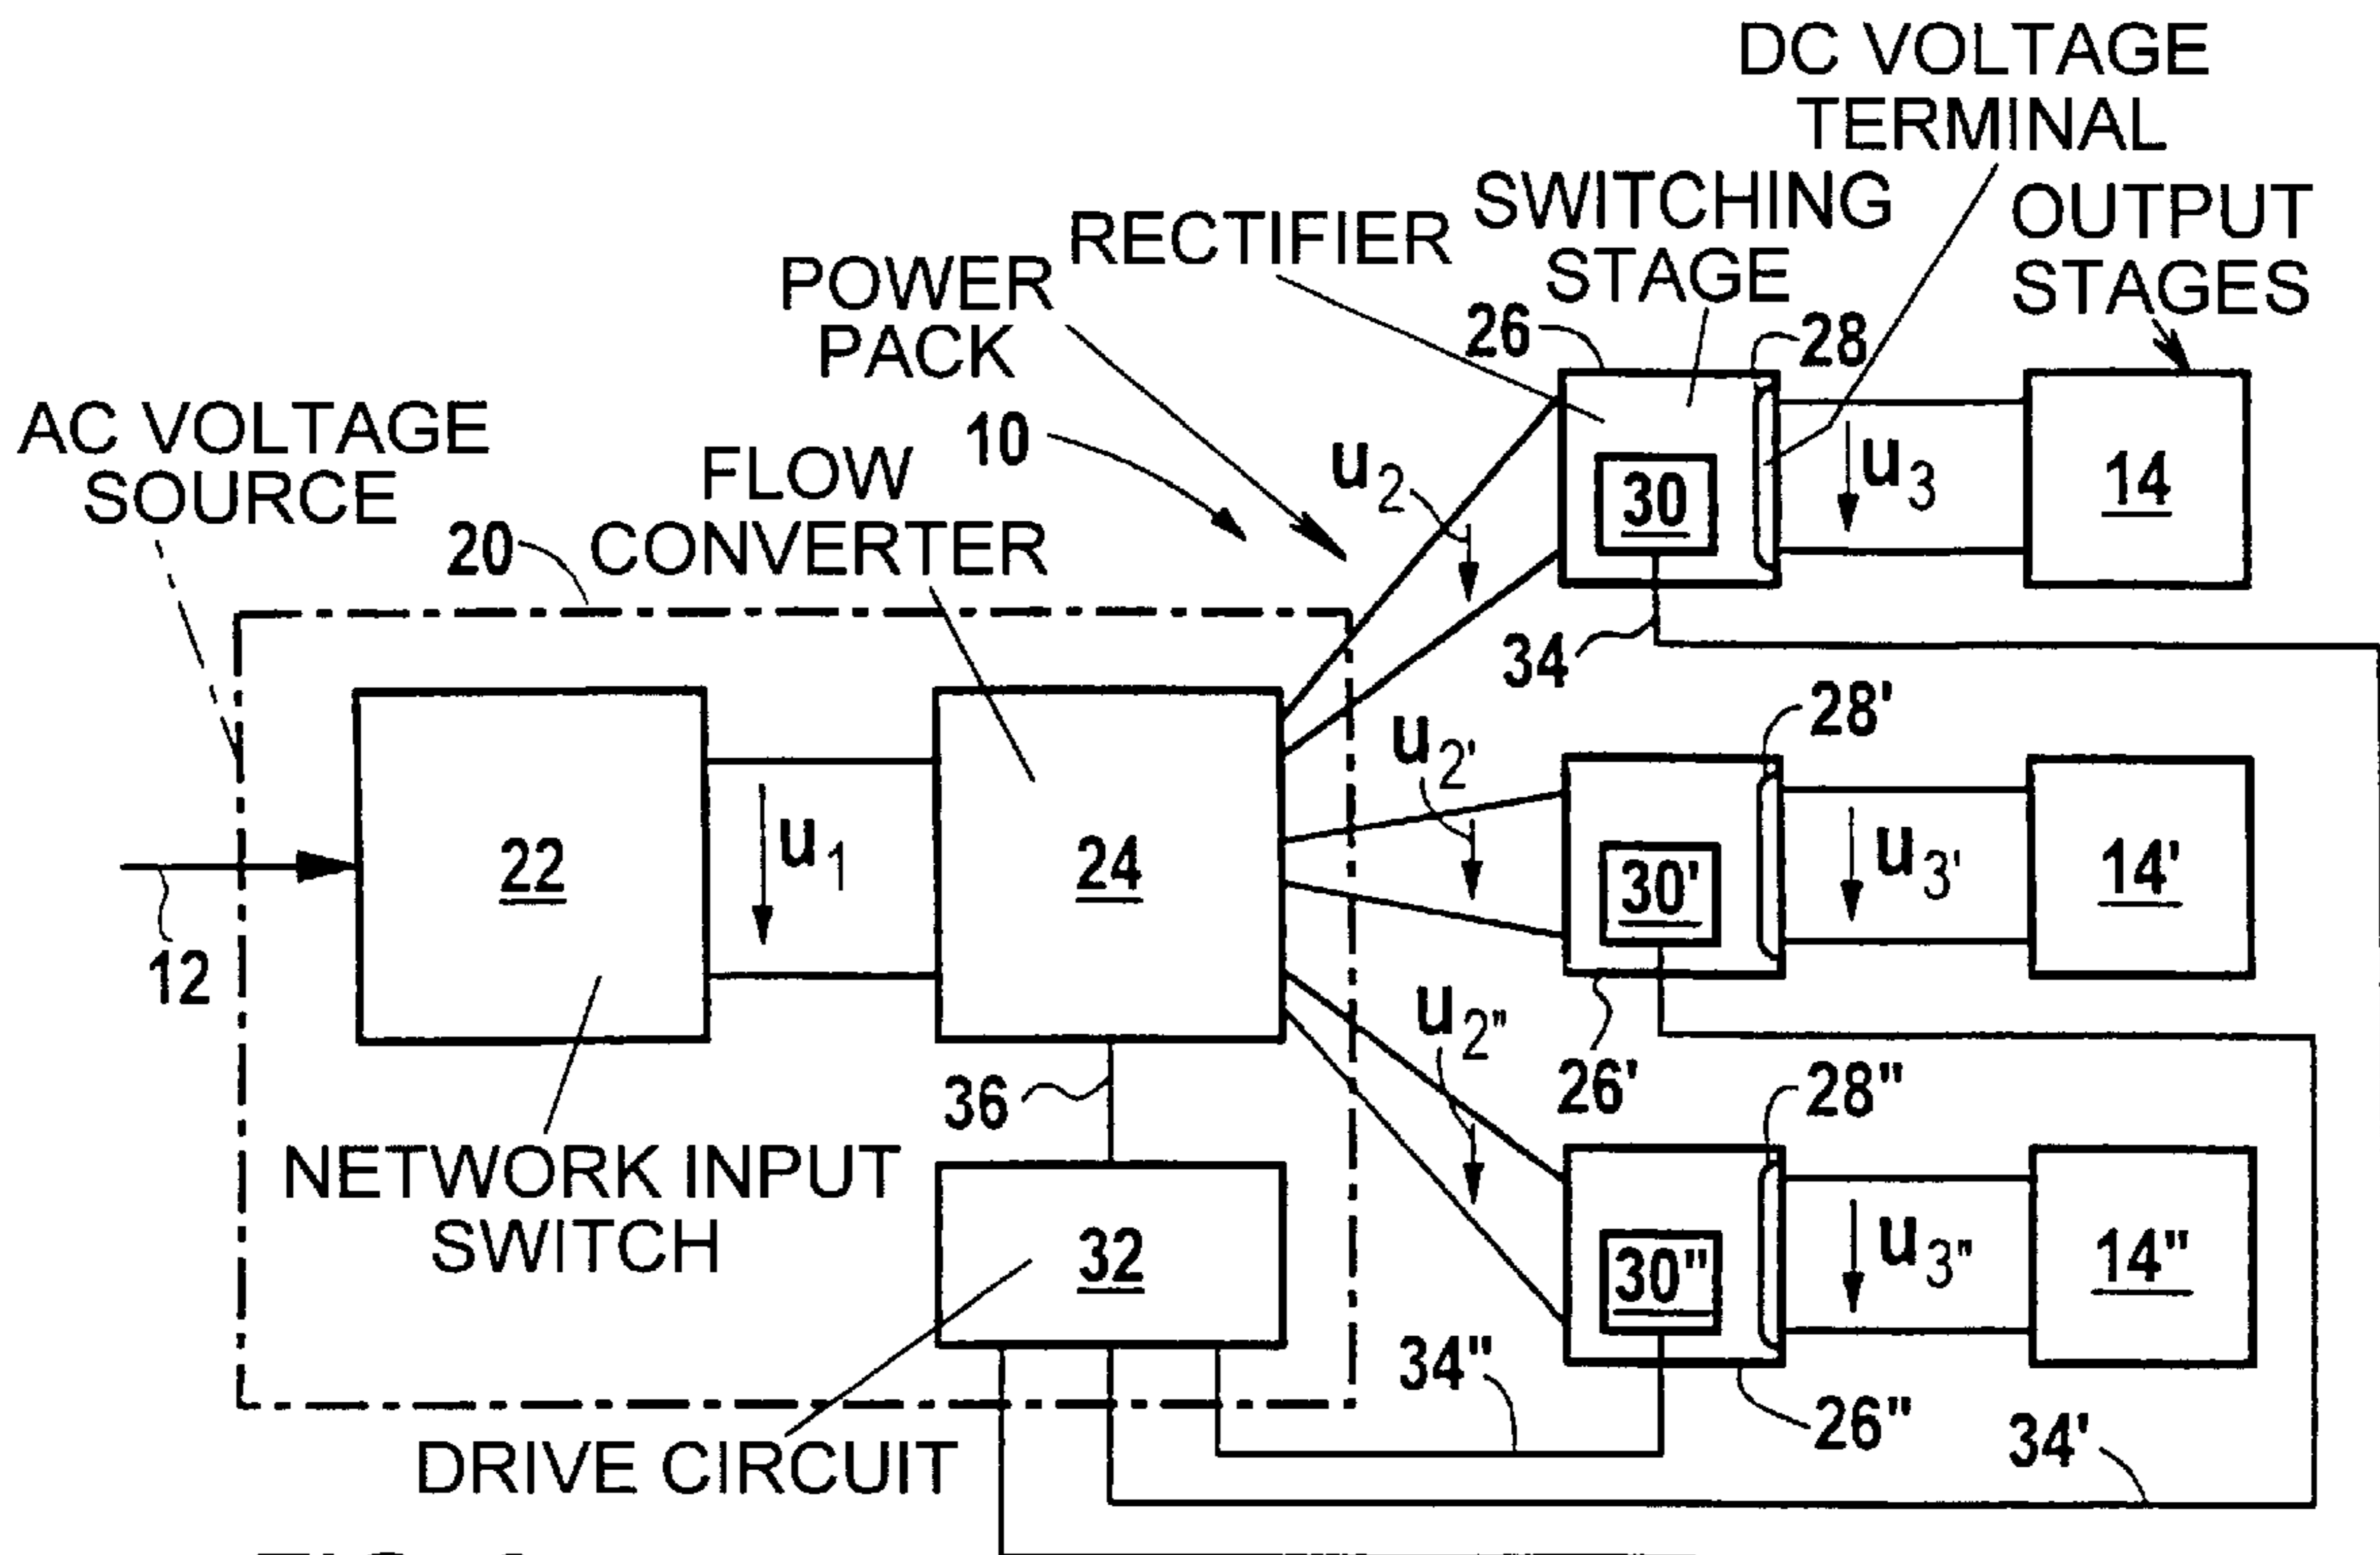 DC VOLTAGE
TERMINAL
SWITCHING
STAGE
OUTPUT
STAGES
RECTIFIER
POWER
PACK
26
28
AC VOLTAGE
SOURCE
10
FLOW
CONVERTER
20
u2
30
u3
14
34
28'
u2'
22
u1
24
30'
u3'
14'
12
u2"
26'
36
28"
NETWORK INPUT
SWITCH
32
30"
u3"
14"
34"
26"
34'
DRIVE CIRCUIT